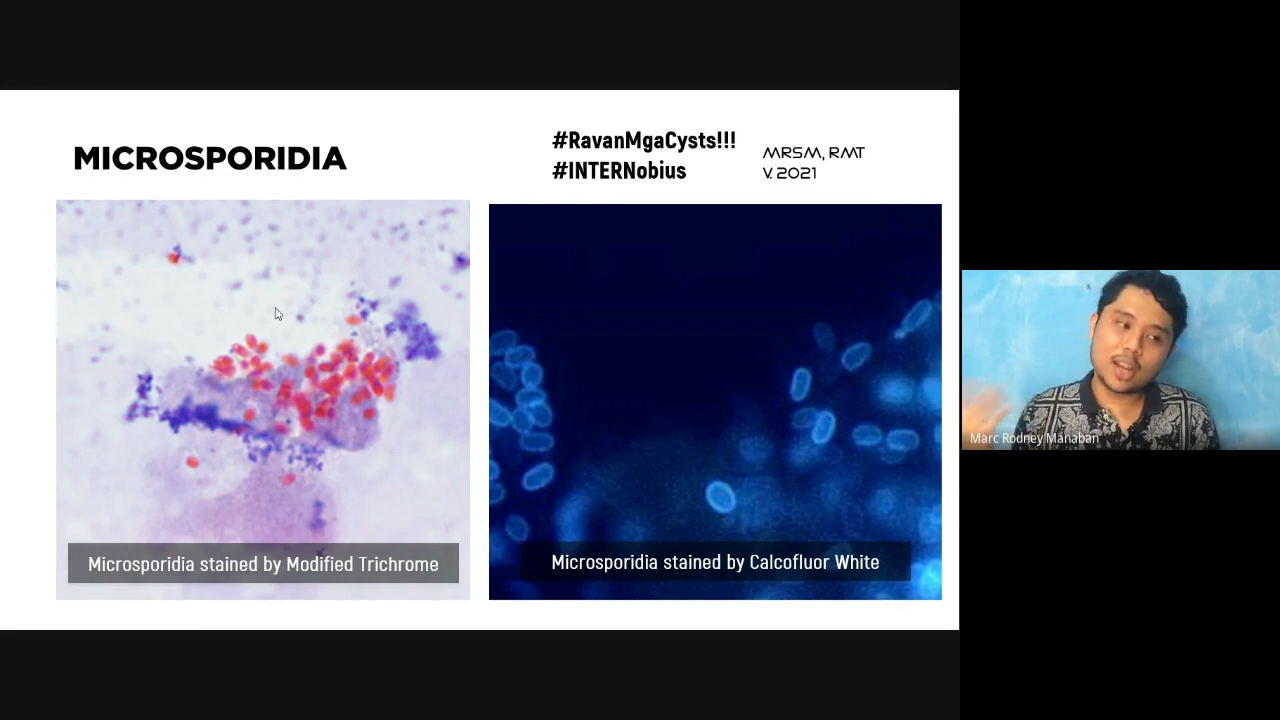 MICROSPORIDIA
#RavanMgaCysts!!!
#INTERNobius
MRSM, RMT
V. 2021
Microsporidia stained by Modified Trichrome
Microsporidia stained by Calcofluor White
Marc Rodney Manaban